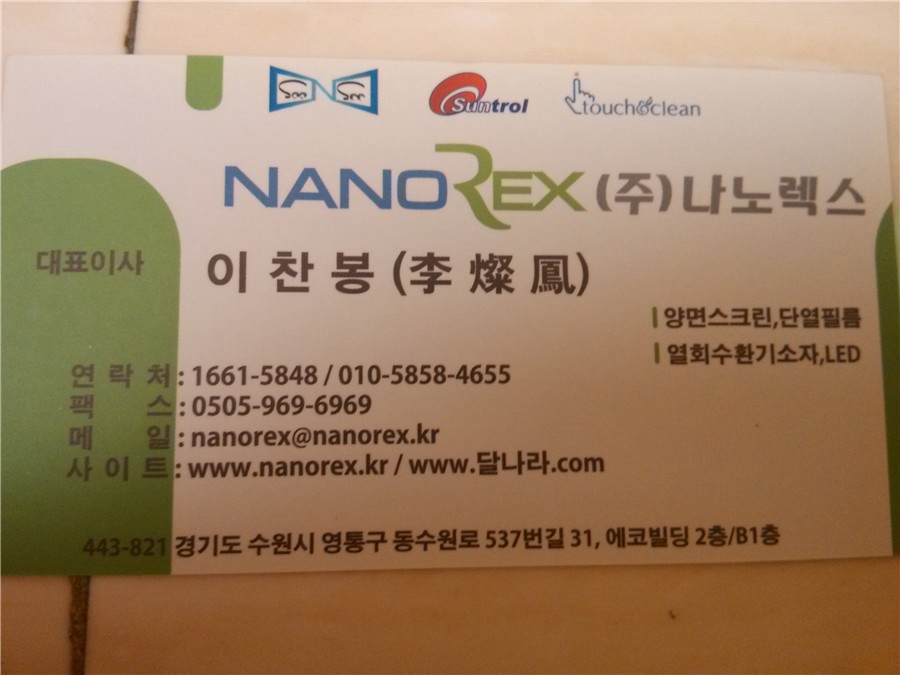 See N See
Suntrol
touch&clean
NANOREX (주)나노렉스
대표이사
이 찬 봉 (李 燦 鳳)
양면스크린,단열필름
열회수환기소자,LED
연 락 처 : 1661-5848 / 010-5858-4655
팩 스 : 0505-969-6969
메 일 : nanorex@nanorex.kr
사 이 트 : www.nanorex.kr / www.달나라.com
443-821 경기도 수원시 영통구 동수원로 537번길 31, 에코빌딩 2층/B1층